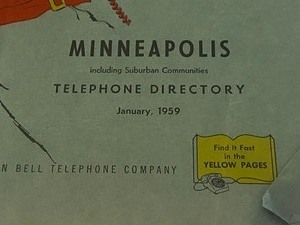 MINNEAPOLIS
including Suburban Communities
TELEPHONE DIRECTORY
January, 1959
Find It Fast
in the
YELLOW PAGES
N BELL TELEPHONE COMPANY